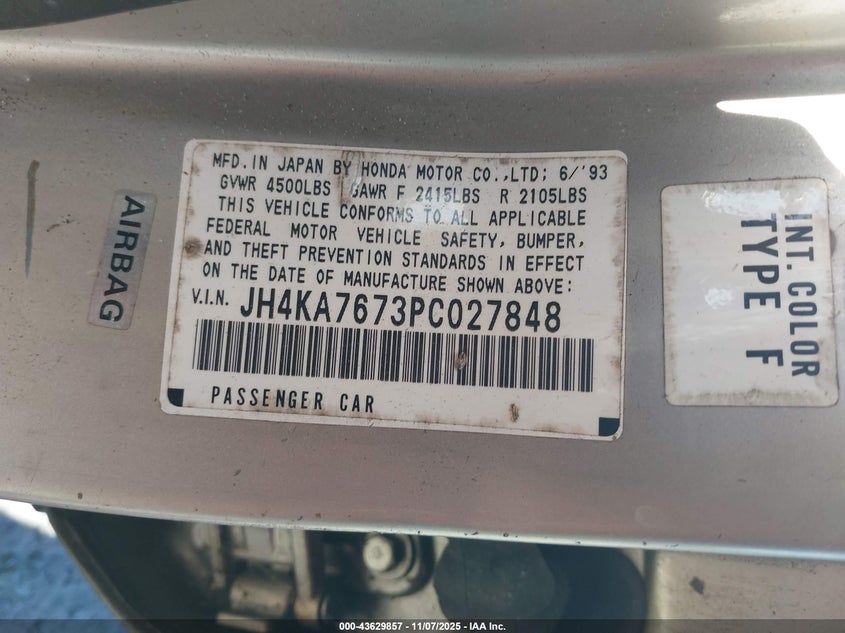 MFD. IN JAPAN BY HONDA MOTOR CO.,LTD; 6/'93
GVWR 4500LBS GAWR F 2415LBS R 2105LBS
THIS VEHICLE CONFORMS TO ALL APPLICABLE
FEDERAL MOTOR VEHICLE SAFETY, BUMPER,
AND THEFT PREVENTION STANDARDS IN EFFECT
ON THE DATE OF MANUFACTURE SHOWN ABOVE:
V.I.N. JH4KA7673PC027848
PASSENGER CAR
AIRBAG
INT. COLOR
TYPE F
000-43629857 - 11/07/2025 - IAA Inc.